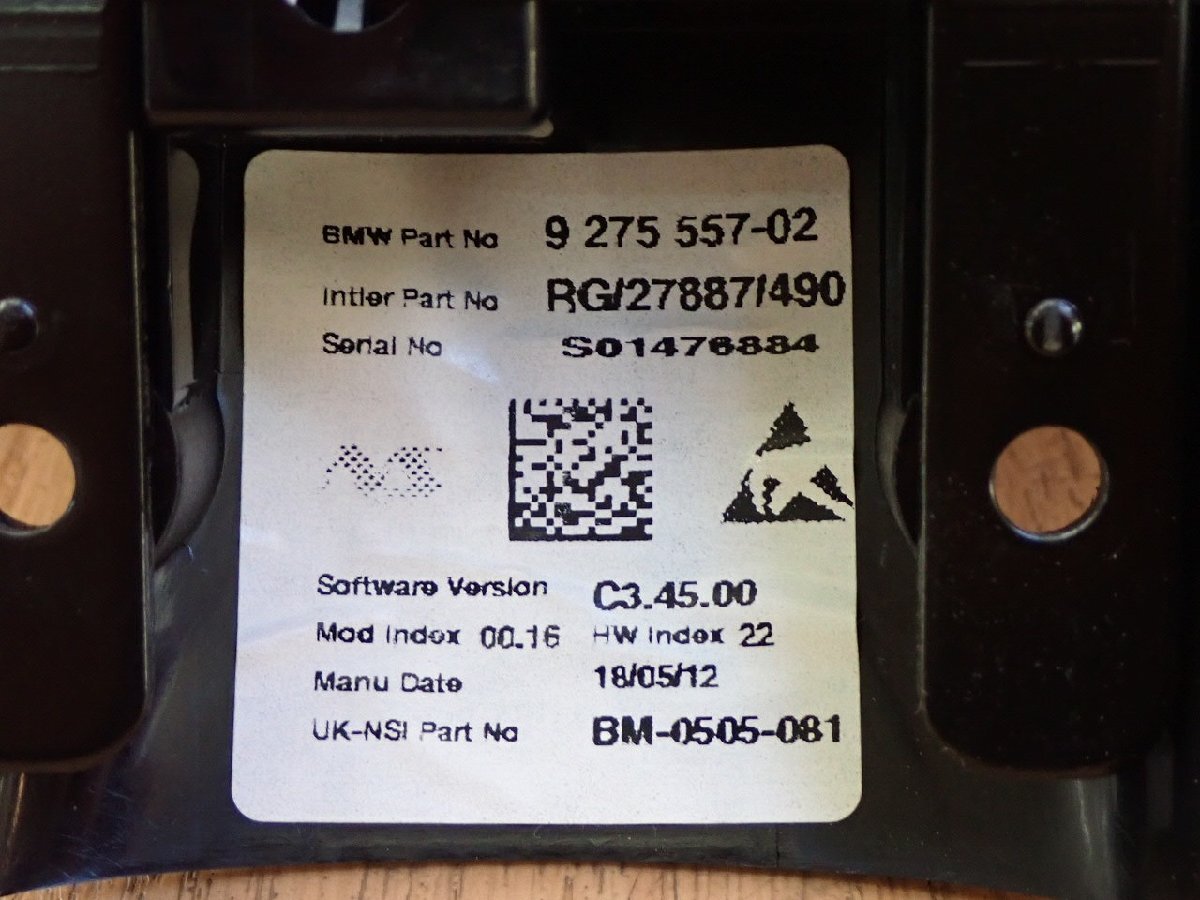 BMW Part No 9 275 557-02
Intier Part No RG/27887/490
Serial No S01476884
Software Version C3.45.00
Mod Index 00.16 HW Index 22
Manu Date 18/05/12
UK-NSI Part No BM-0505-081